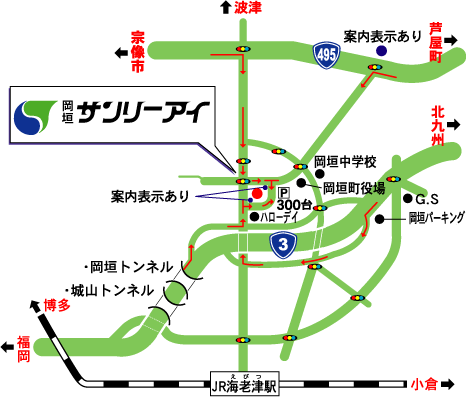 波津
宗像市
芦屋町
案内表示あり
495
岡垣 サンリーアイ
北九州
岡垣中学校
岡垣町役場
案内表示あり
P
300台
ハローデイ
G.S
岡垣パーキング
3
・岡垣トンネル
・城山トンネル
博多
福岡
えびつ
JR海老津駅
小倉